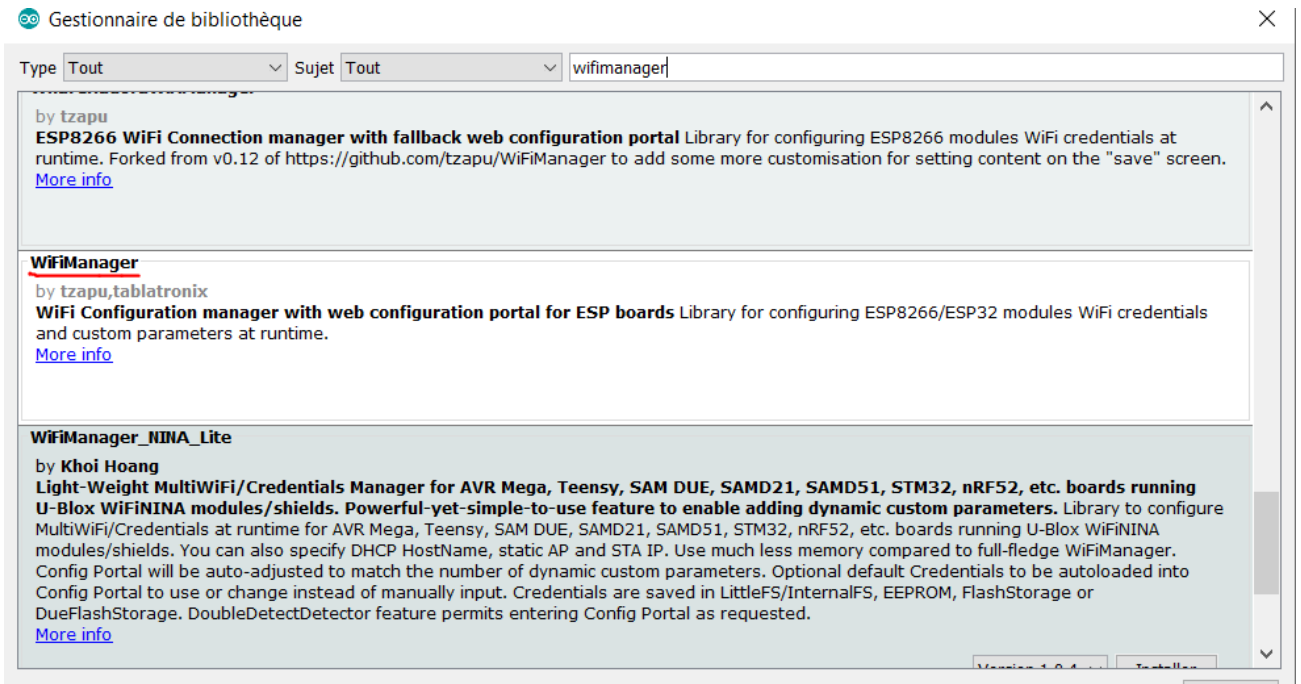 Gestionnaire de bibliothèque
Type Tout Sujet Tout wifimanager
by tzapu
ESP8266 WiFi Connection manager with fallback web configuration portal Library for configuring ESP8266 modules WiFi credentials at
runtime. Forked from v0.12 of https://github.com/tzapu/WiFiManager to add some more customisation for setting content on the "save" screen.
More info
WiFiManager
by tzapu,tablatronix
WiFi Configuration manager with web configuration portal for ESP boards Library for configuring ESP8266/ESP32 modules WiFi credentials
and custom parameters at runtime.
More info
WiFiManager_NINA_Lite
by Khoi Hoang
Light-Weight MultiWiFi/Credentials Manager for AVR Mega, Teensy, SAM DUE, SAMD21, SAMD51, STM32, nRF52, etc. boards running
U-Blox WiFiNINA modules/shields. Powerful-yet-simple-to-use feature to enable adding dynamic custom parameters. Library to configure
MultiWiFi/Credentials at runtime for AVR Mega, Teensy, SAM DUE, SAMD21, SAMD51, STM32, nRF52, etc. boards running U-Blox WiFiNINA
modules/shields. You can also specify DHCP HostName, static AP and STA IP. Use much less memory compared to full-fledge WiFiManager.
Config Portal will be auto-adjusted to match the number of dynamic custom parameters. Optional default Credentials to be autoloaded into
Config Portal to use or change instead of manually input. Credentials are saved in LittleFS/InternalFS, EEPROM, FlashStorage or
DueFlashStorage. DoubleDetectDetector feature permits entering Config Portal as requested.
More info